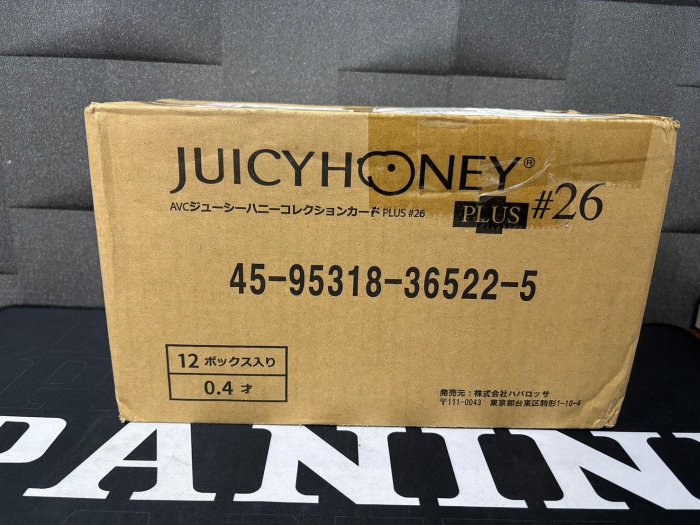 JUICYHONEY®
PLUS #26
AVCジューシーハニーコレクションカード PLUS #26
45-95318-36522-5
12 ボックス入り
0.4 才
発売元:株式会社ハバロッサ
〒111-0043 東京都台東区駒形1-10-4
PANINI